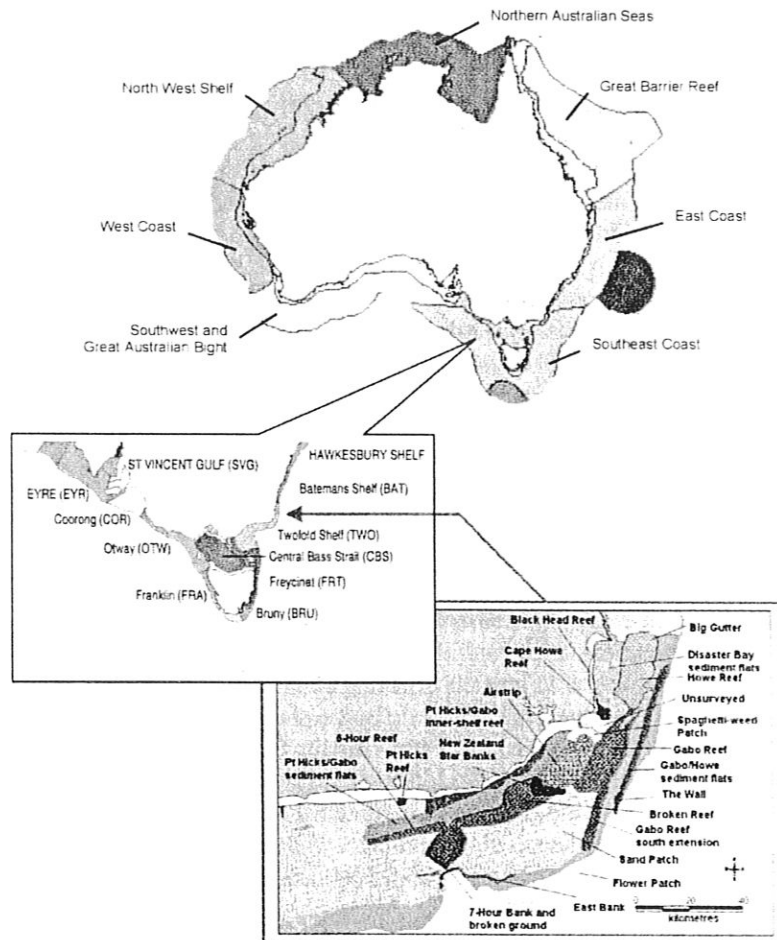 Northern Australian Seas
North West Shelf
Great Barrier Reef
West Coast
East Coast
Southwest and
Great Australian Bight
Southeast Coast
ST VINCENT GULF (SVG)
HAWKESBURY SHELF
EYRE (EYR)
Batemans Shelf (BAT)
Coorong (COR)
Twofold Shelf (TWO)
Otway (OTW)
Central Bass Strait (CBS)
Franklin (FRA)
Freycinet (FRT)
Bruny (BRU)
Black Head Reef
Big Gutter
Cape Howe
Reef
Disaster Bay
sediment flats
Howe Reef
Airstrip
Unsurveyed
Pt Hicks/Gabo
inner-shelf reef
Spaghetti-weed
Patch
6-Hour Reef
New Zealand
Star Banks
Gabo Reef
Pt Hicks/Gabo
sediment flats
Pt Hicks
Reef
Gabo/Howe
sediment flats
The Wall
Broken Reef
Gabo Reef
south extension
Sand Patch
Flower Patch
East Bank
7-Hour Bank and
broken ground
0 20 40
kilometres